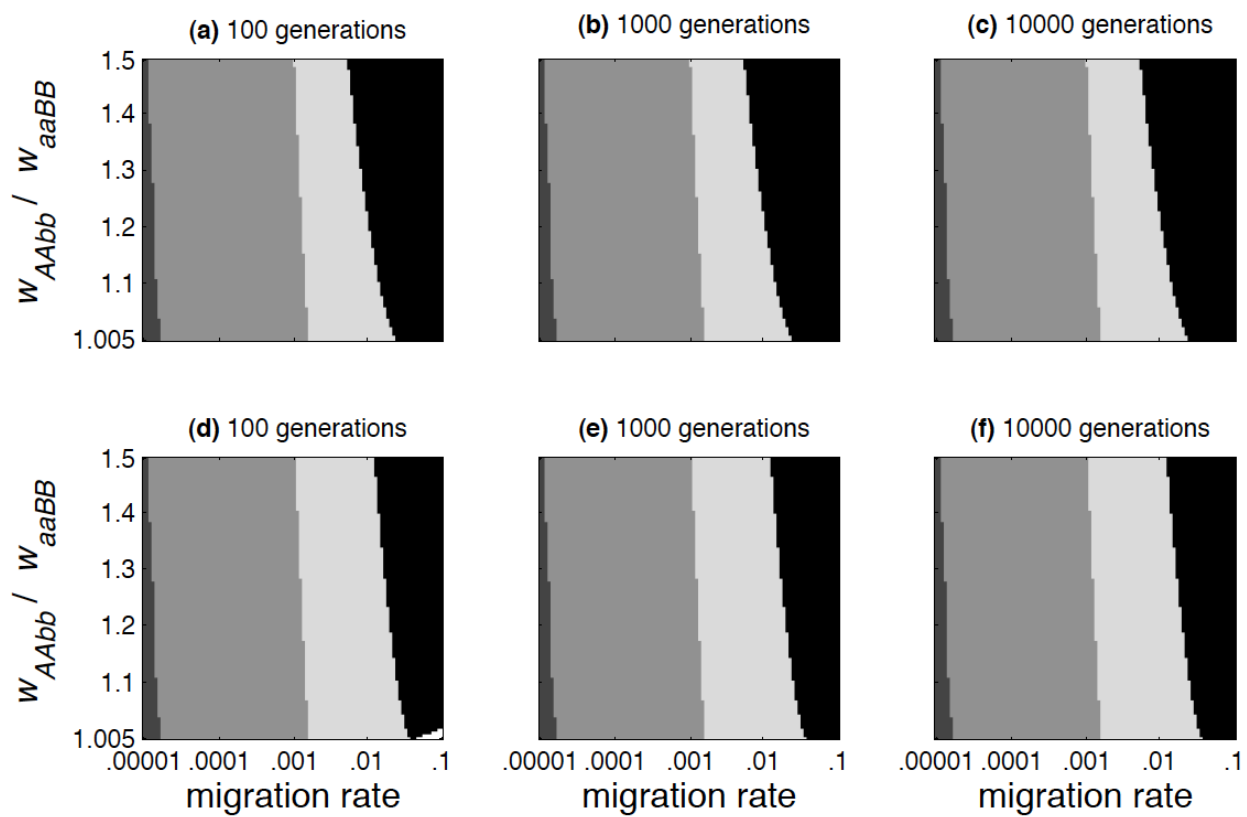 (a) 100 generations
(b) 1000 generations
(c) 10000 generations
1.5
1.4
1.3
1.2
1.1
1.005
wAAbb / waaBB
(d) 100 generations
(e) 1000 generations
(f) 10000 generations
1.5
1.4
1.3
1.2
1.1
1.005
wAAbb / waaBB
.00001 .0001 .001 .01 .1
.00001 .0001 .001 .01 .1
.00001 .0001 .001 .01 .1
migration rate
migration rate
migration rate